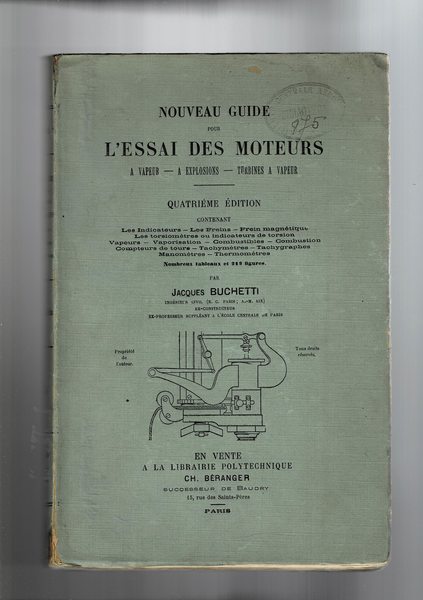 NOUVEAU GUIDE
POUR
L'ESSAI DES MOTEURS
A VAPEUR — A EXPLOSIONS — TURBINES A VAPEUR
QUATRIÈME ÉDITION
CONTENANT
Les Indicateurs – Les Freins – Frein magnétique
Les torsiomètres ou indicateurs de torsion
Vapeurs – Vaporisation – Combustibles – Combustion
Compteurs de tours – Tachymètres – Tachygraphes
Manomètres – Thermomètres
Nombreux tableaux et 315 figures.
PAR
JACQUES BUCHETTI
INGÉNIEUR CIVIL (E. C. PARIS; A.-M. AIX)
EX-CONSTRUCTEUR
EX-PROFESSEUR SUPPLÉANT A L'ÉCOLE CENTRALE DE PARIS
Propriété
de
l'auteur.
Tous droits
réservés.
EN VENTE
A LA LIBRAIRIE POLYTECHNIQUE
CH. BÉRANGER
SUCCESSEUR DE BAUDRY
15, rue des Saints-Pères
PARIS
975